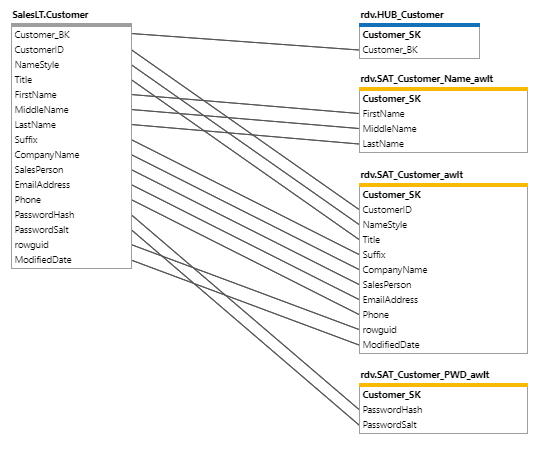 SalesLT.Customer
Customer_BK
CustomerID
NameStyle
Title
FirstName
MiddleName
LastName
Suffix
CompanyName
SalesPerson
EmailAddress
Phone
PasswordHash
PasswordSalt
rowguid
ModifiedDate
rdv.HUB_Customer
Customer_SK
Customer_BK
rdv.SAT_Customer_Name_awlt
Customer_SK
FirstName
MiddleName
LastName
rdv.SAT_Customer_awlt
Customer_SK
CustomerID
NameStyle
Title
Suffix
CompanyName
SalesPerson
EmailAddress
Phone
rowguid
ModifiedDate
rdv.SAT_Customer_PWD_awlt
Customer_SK
PasswordHash
PasswordSalt